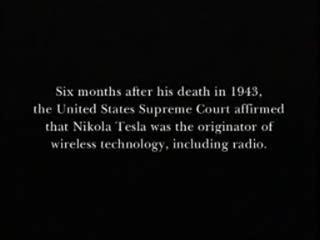 Six months after his death in 1943,
the United States Supreme Court affirmed
that Nikola Tesla was the originator of
wireless technology, including radio.